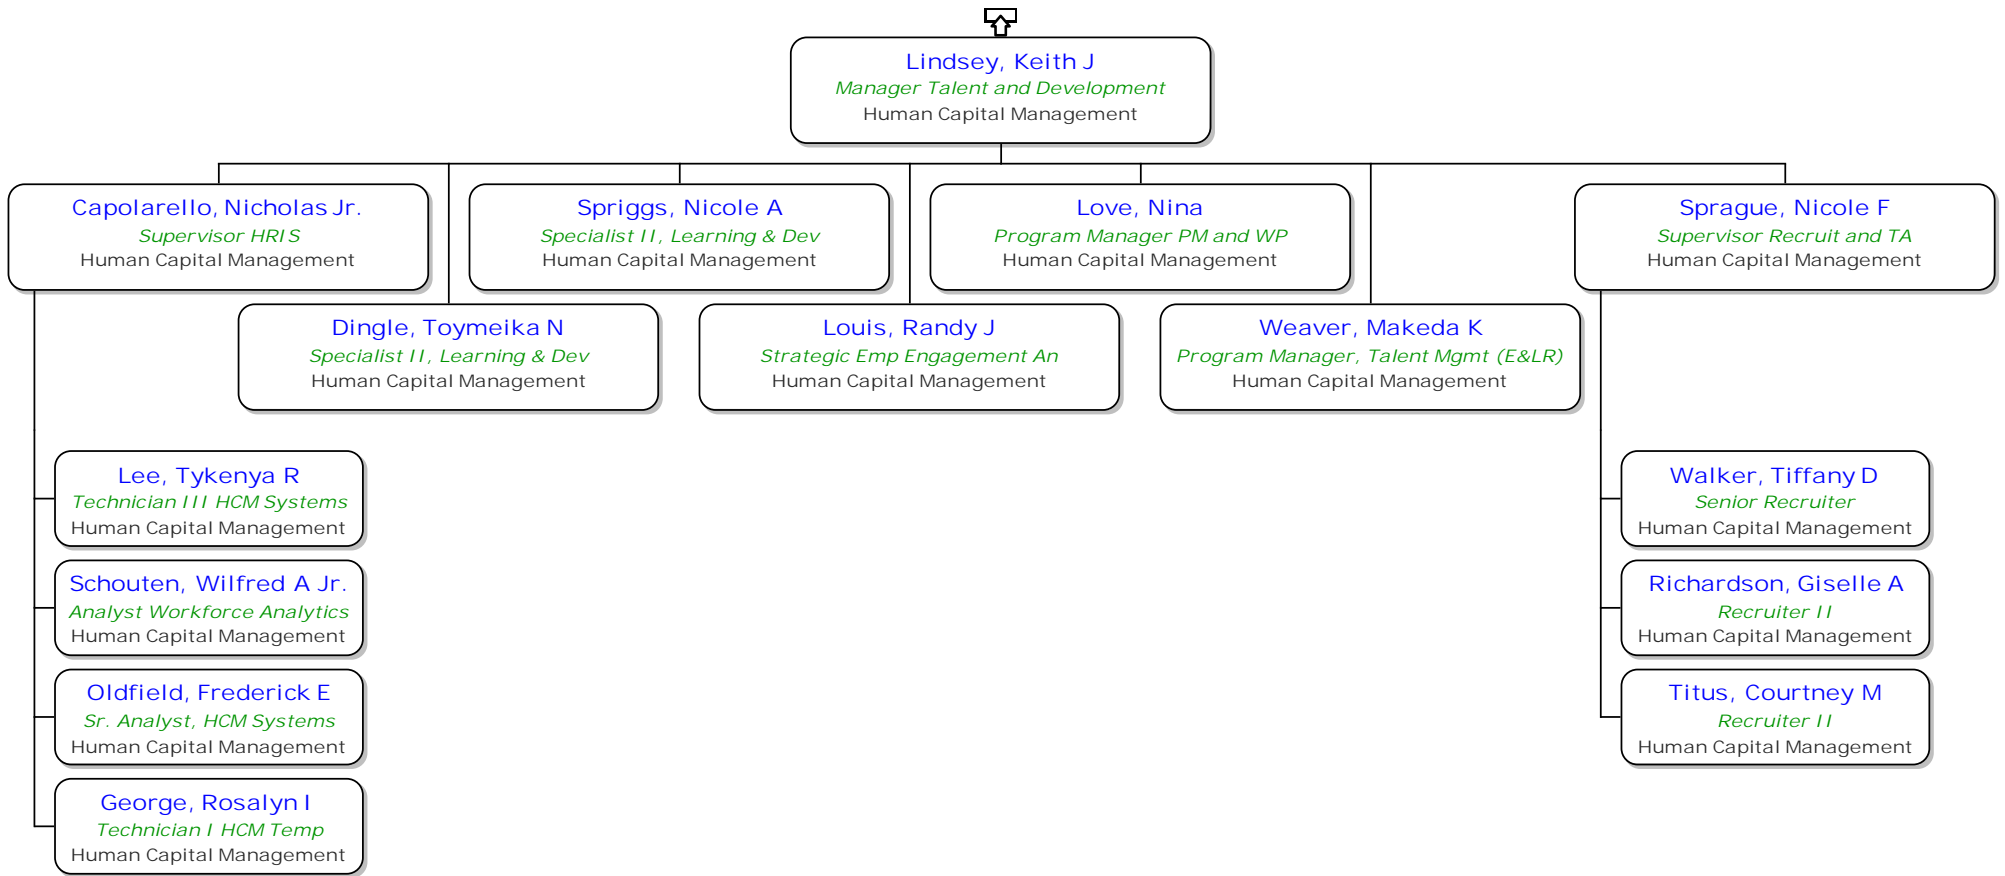 Lindsey, Keith J
Manager Talent and Development
Human Capital Management
Capolarello, Nicholas Jr.
Supervisor HRIS
Human Capital Management
Spriggs, Nicole A
Specialist II, Learning & Dev
Human Capital Management
Love, Nina
Program Manager PM and WP
Human Capital Management
Sprague, Nicole F
Supervisor Recruit and TA
Human Capital Management
Dingle, Toymeika N
Specialist II, Learning & Dev
Human Capital Management
Louis, Randy J
Strategic Emp Engagement An
Human Capital Management
Weaver, Makeda K
Program Manager, Talent Mgmt (E&LR)
Human Capital Management
Lee, Tykenya R
Technician III HCM Systems
Human Capital Management
Schouten, Wilfred A Jr.
Analyst Workforce Analytics
Human Capital Management
Oldfield, Frederick E
Sr. Analyst, HCM Systems
Human Capital Management
George, Rosalyn I
Technician I HCM Temp
Human Capital Management
Walker, Tiffany D
Senior Recruiter
Human Capital Management
Richardson, Giselle A
Recruiter II
Human Capital Management
Titus, Courtney M
Recruiter II
Human Capital Management